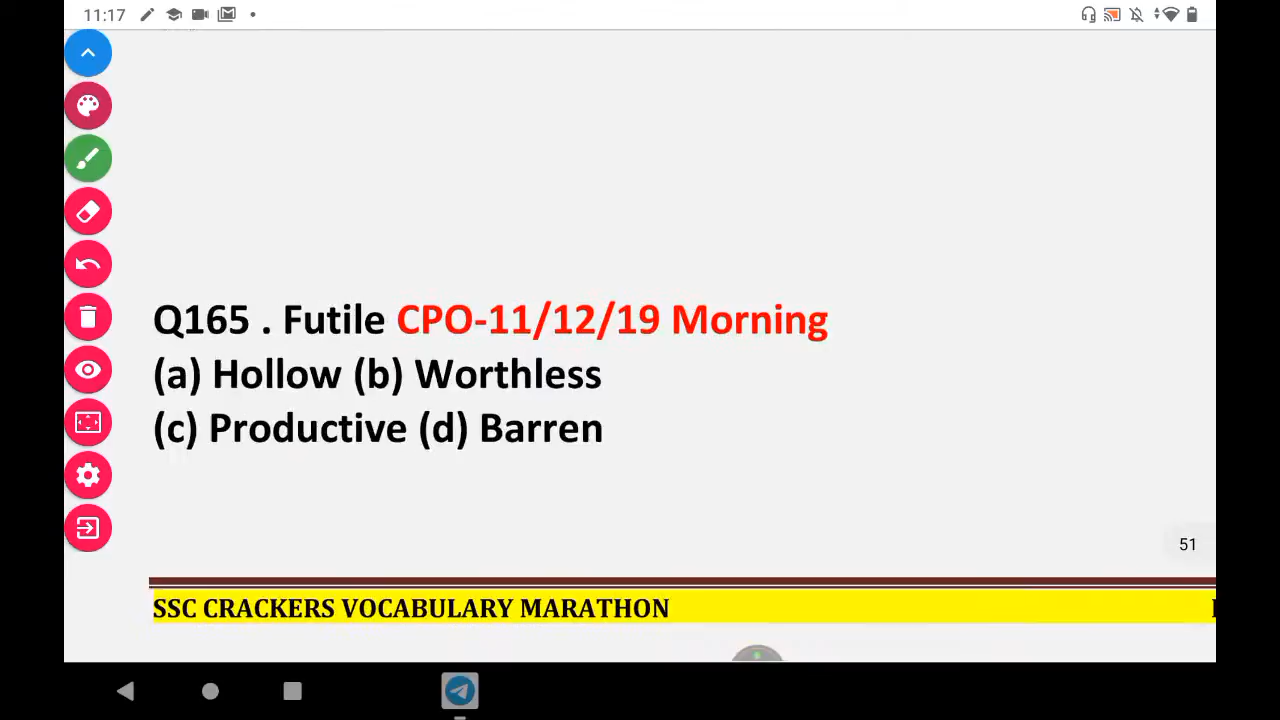 11:17
Q165 . Futile CPO-11/12/19 Morning
(a) Hollow (b) Worthless
(c) Productive (d) Barren
51
SSC CRACKERS VOCABULARY MARATHON